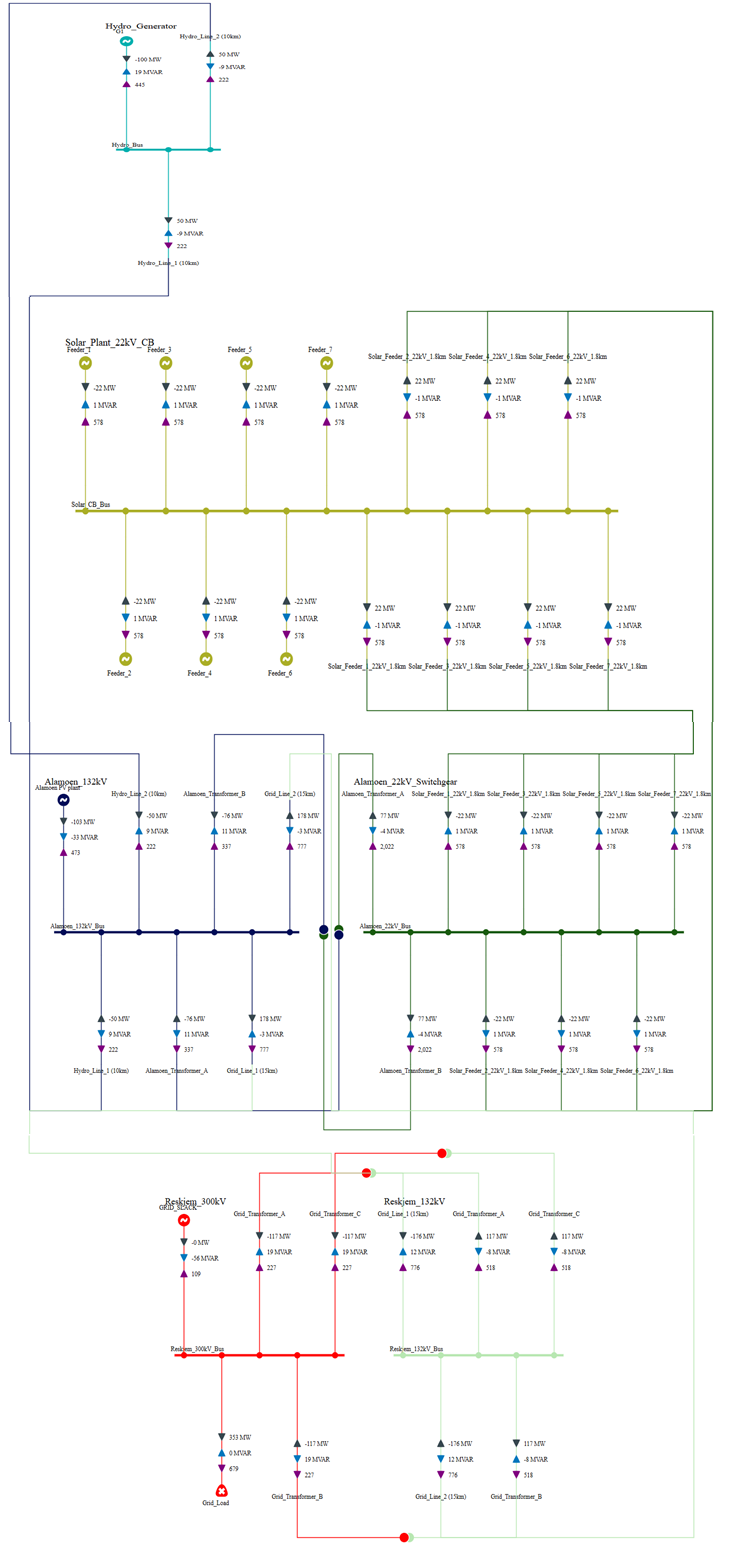 Hydro_Generator
G1
Hydro_Line_2 (10km)
-100 MW
19 MVAR
443
50 MW
-9 MVAR
222
Hydro_Bus
50 MW
-9 MVAR
222
Hydro_Line_1 (10km)
Solar_Plant_22kV_CB
Feeder_1
Feeder_3
Feeder_5
Feeder_7
Solar_Feeder_2_22kV_1.8km
Solar_Feeder_4_22kV_1.8km
Solar_Feeder_6_22kV_1.8km
-22 MW
-22 MW
-22 MW
-22 MW
22 MW
22 MW
22 MW
1 MVAR
1 MVAR
1 MVAR
1 MVAR
-1 MVAR
-1 MVAR
-1 MVAR
578
578
578
578
578
578
578
Solar_CB_Bus
-22 MW
-22 MW
-22 MW
22 MW
22 MW
22 MW
22 MW
1 MVAR
1 MVAR
1 MVAR
-1 MVAR
-1 MVAR
-1 MVAR
-1 MVAR
578
578
578
578
578
578
578
Feeder_2
Feeder_4
Feeder_6
Solar_Feeder_1_22kV_1.8km
Solar_Feeder_3_22kV_1.8km
Solar_Feeder_5_22kV_1.8km
Solar_Feeder_7_22kV_1.8km
Alamoen_132kV
Alamoen PV plant
Hydro_Line_2 (10km)
Alamoen_Transformer_B
Grid_Line_2 (15km)
-103 MW
-33 MVAR
473
-50 MW
9 MVAR
222
-76 MW
11 MVAR
337
178 MW
-3 MVAR
777
Alamoen_132kV_Bus
-50 MW
9 MVAR
222
-76 MW
11 MVAR
337
178 MW
-3 MVAR
777
Hydro_Line_1 (10km)
Alamoen_Transformer_A
Grid_Line_1 (15km)
Alamoen_22kV_Switchgear
Alamoen_Transformer_A
Solar_Feeder_1_22kV_1.8km
Solar_Feeder_3_22kV_1.8km
Solar_Feeder_5_22kV_1.8km
Solar_Feeder_7_22kV_1.8km
77 MW
-4 MVAR
2,022
-22 MW
1 MVAR
578
-22 MW
1 MVAR
578
-22 MW
1 MVAR
578
-22 MW
1 MVAR
578
Alamoen_22kV_Bus
77 MW
-4 MVAR
2,022
-22 MW
1 MVAR
578
-22 MW
1 MVAR
578
-22 MW
1 MVAR
578
Alamoen_Transformer_B
Solar_Feeder_2_22kV_1.8km
Solar_Feeder_4_22kV_1.8km
Solar_Feeder_6_22kV_1.8km
Reskjem_300kV
GRID_SLACK
Grid_Transformer_A
Grid_Transformer_C
-0 MW
-56 MVAR
109
-117 MW
19 MVAR
227
-117 MW
19 MVAR
227
Reskjem_300kV_Bus
353 MW
0 MVAR
679
-117 MW
19 MVAR
227
Grid_Load
Grid_Transformer_B
Reskjem_132kV
Grid_Line_1 (15km)
Grid_Transformer_A
Grid_Transformer_C
-176 MW
12 MVAR
776
117 MW
-8 MVAR
518
117 MW
-8 MVAR
518
Reskjem_132kV_Bus
-176 MW
12 MVAR
776
117 MW
-8 MVAR
518
Grid_Line_2 (15km)
Grid_Transformer_B